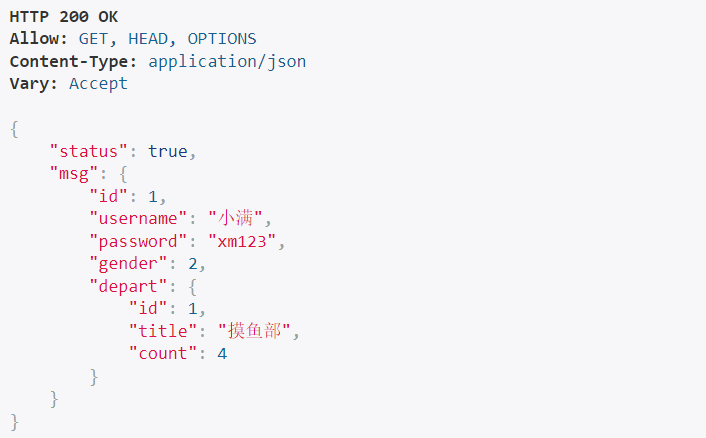 HTTP 200 OK
Allow: GET, HEAD, OPTIONS
Content-Type: application/json
Vary: Accept

{
    "status": true,
    "msg": {
        "id": 1,
        "username": "小满",
        "password": "xm123",
        "gender": 2,
        "depart": {
            "id": 1,
            "title": "摸鱼部",
            "count": 4
        }
    }
}